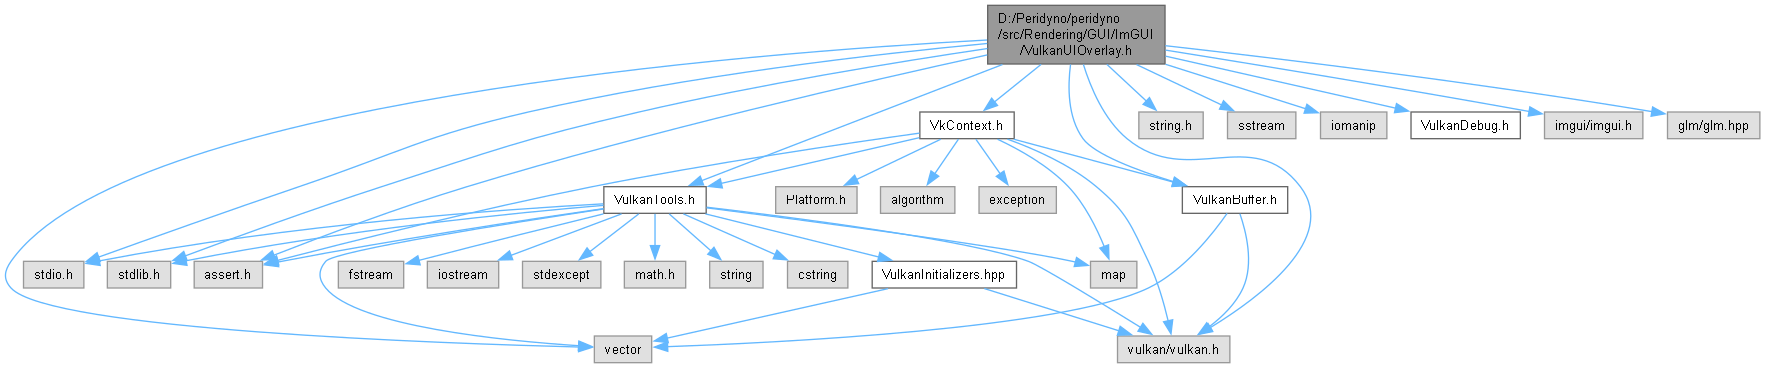 D:/Peridyno/peridyno
/src/Rendering/GUI/ImGUI
/VulkanUIOverlay.h
VkContext.h
string.h
sstream
iomanip
VulkanDebug.h
imgui/imgui.h
glm/glm.hpp
VulkanTools.h
Platform.h
algorithm
exception
VulkanBuffer.h
stdio.h
stdlib.h
assert.h
fstream
iostream
stdexcept
math.h
string
cstring
VulkanInitializers.hpp
map
vector
vulkan/vulkan.h